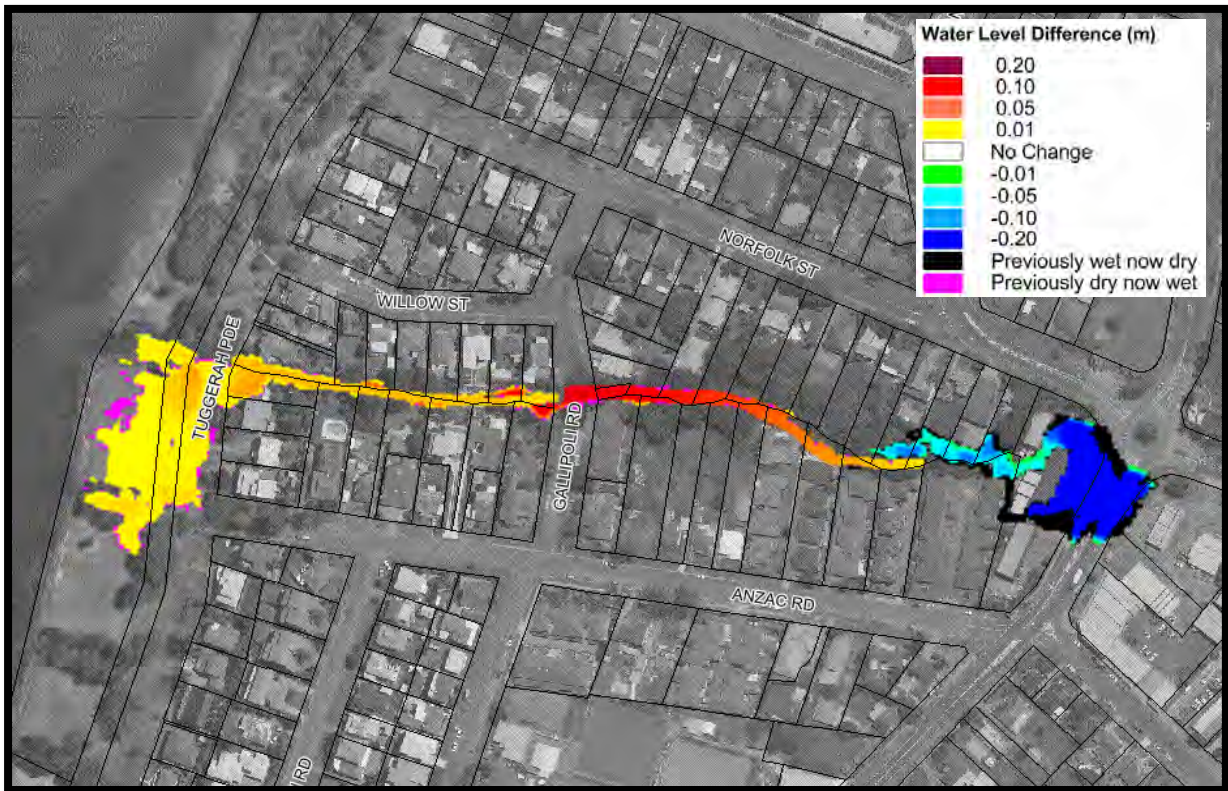 Water Level Difference (m)
0.20
0.10
0.05
0.01
No Change
-0.01
-0.05
-0.10
-0.20
Previously wet now dry
Previously dry now wet
NORFOLK ST
WILLOW ST
TUGGERAH PDE
GALLIPOLI RD
ANZAC RD
RD